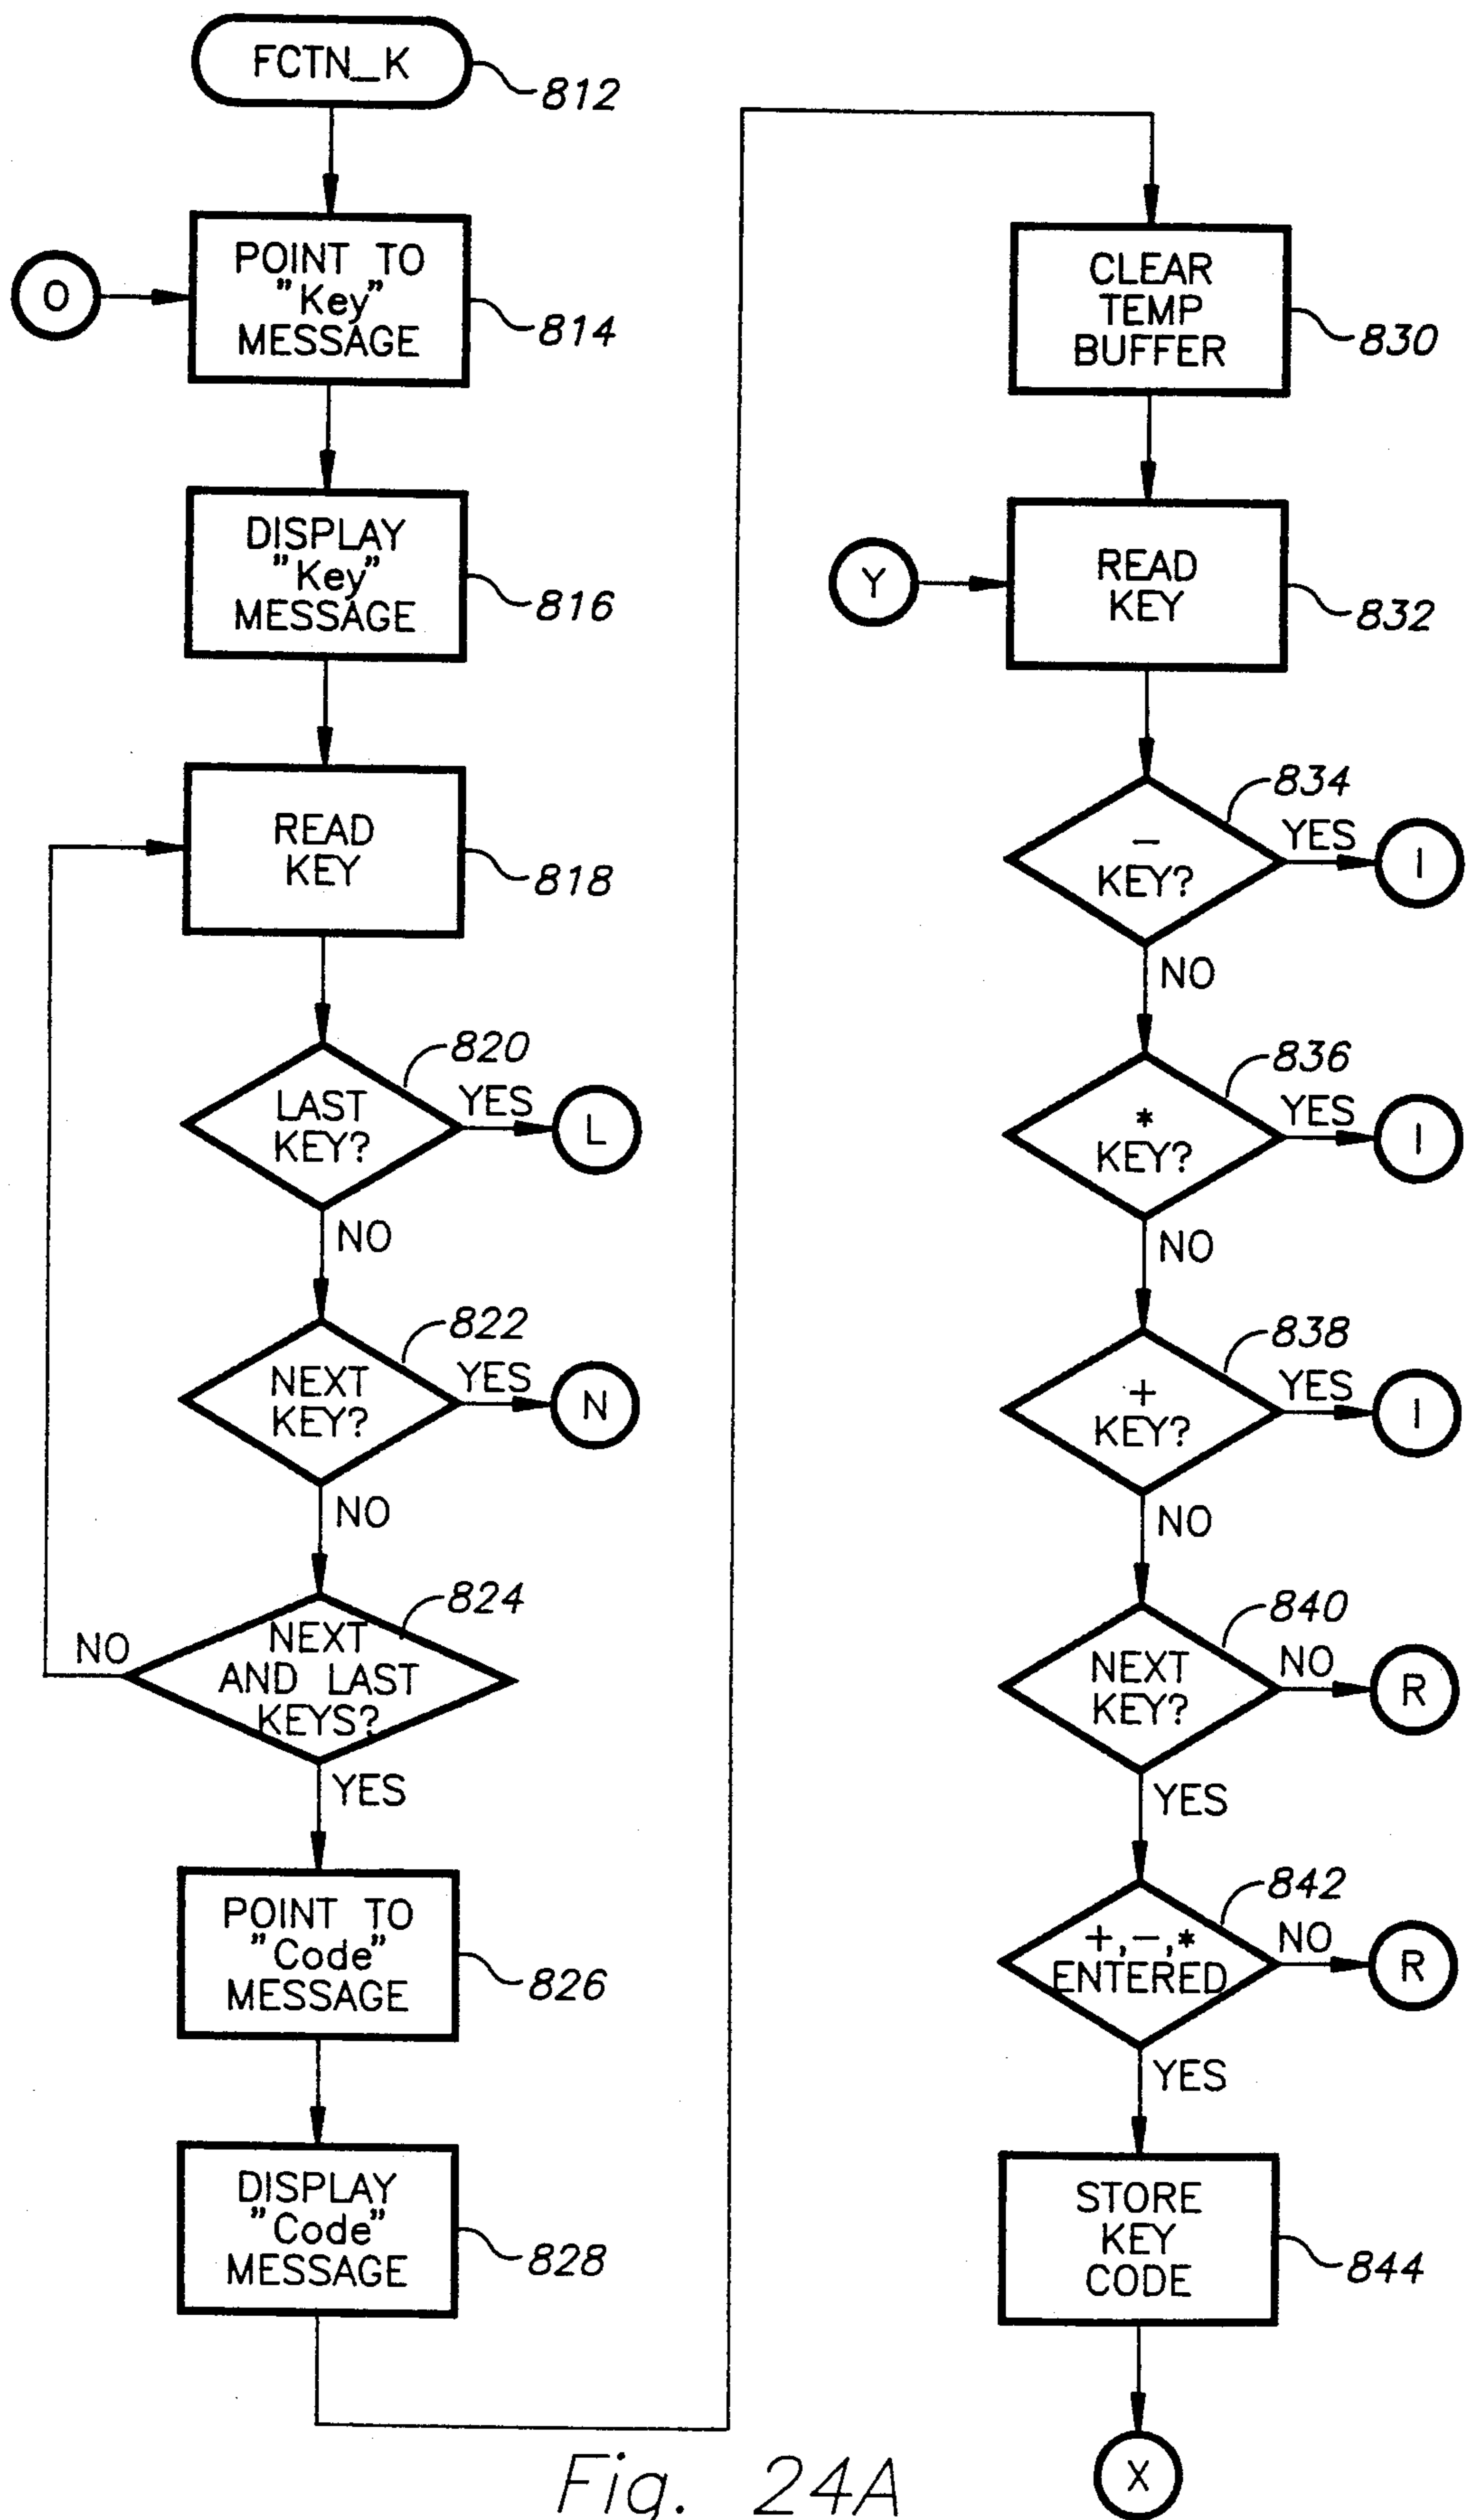 FCTN_K
812
O
POINT TO
"Key"
MESSAGE
814
DISPLAY
"Key"
MESSAGE
816
READ
KEY
818
LAST
KEY?
820
YES
L
NO
NEXT
KEY?
822
YES
N
NO
NEXT
AND LAST
KEYS?
824
NO
YES
POINT TO
"Code"
MESSAGE
826
DISPLAY
"Code"
MESSAGE
828
CLEAR
TEMP
BUFFER
830
Y
READ
KEY
832
-
KEY?
834
YES
I
NO
*
KEY?
836
YES
I
NO
+
KEY?
838
YES
I
NO
NEXT
KEY?
840
NO
R
YES
+,-,*
ENTERED
842
NO
R
YES
STORE
KEY
CODE
844
X
Fig. 24A